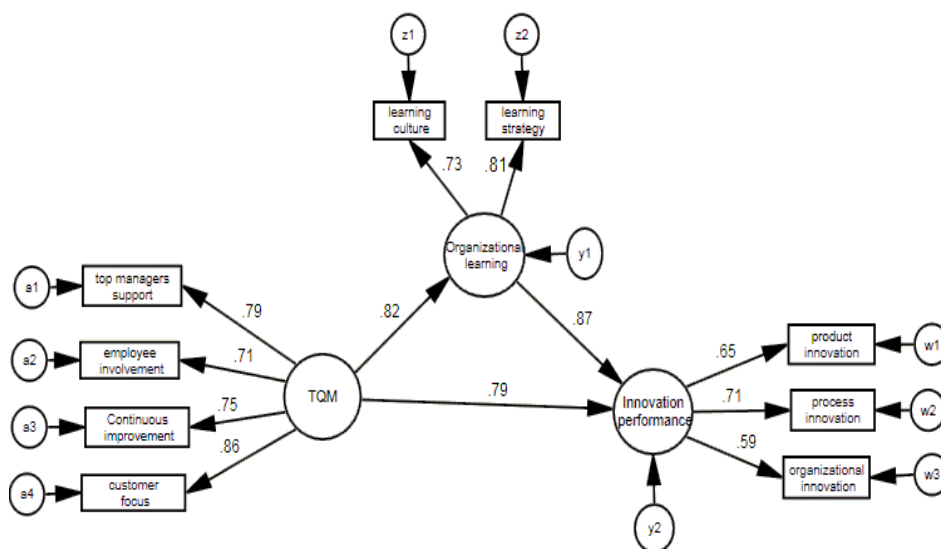 z1
z2
learning
culture
learning
strategy
.73
.81
Organizational
learning
y1
a1
top managers
support
.79
.82
.87
a2
employee
involvement
.71
product
innovation
w1
.65
TQM
.79
Innovation
performance
.71
process
innovation
w2
a3
Continuous
improvement
.75
.59
.86
organizational
innovation
w3
a4
customer
focus
y2